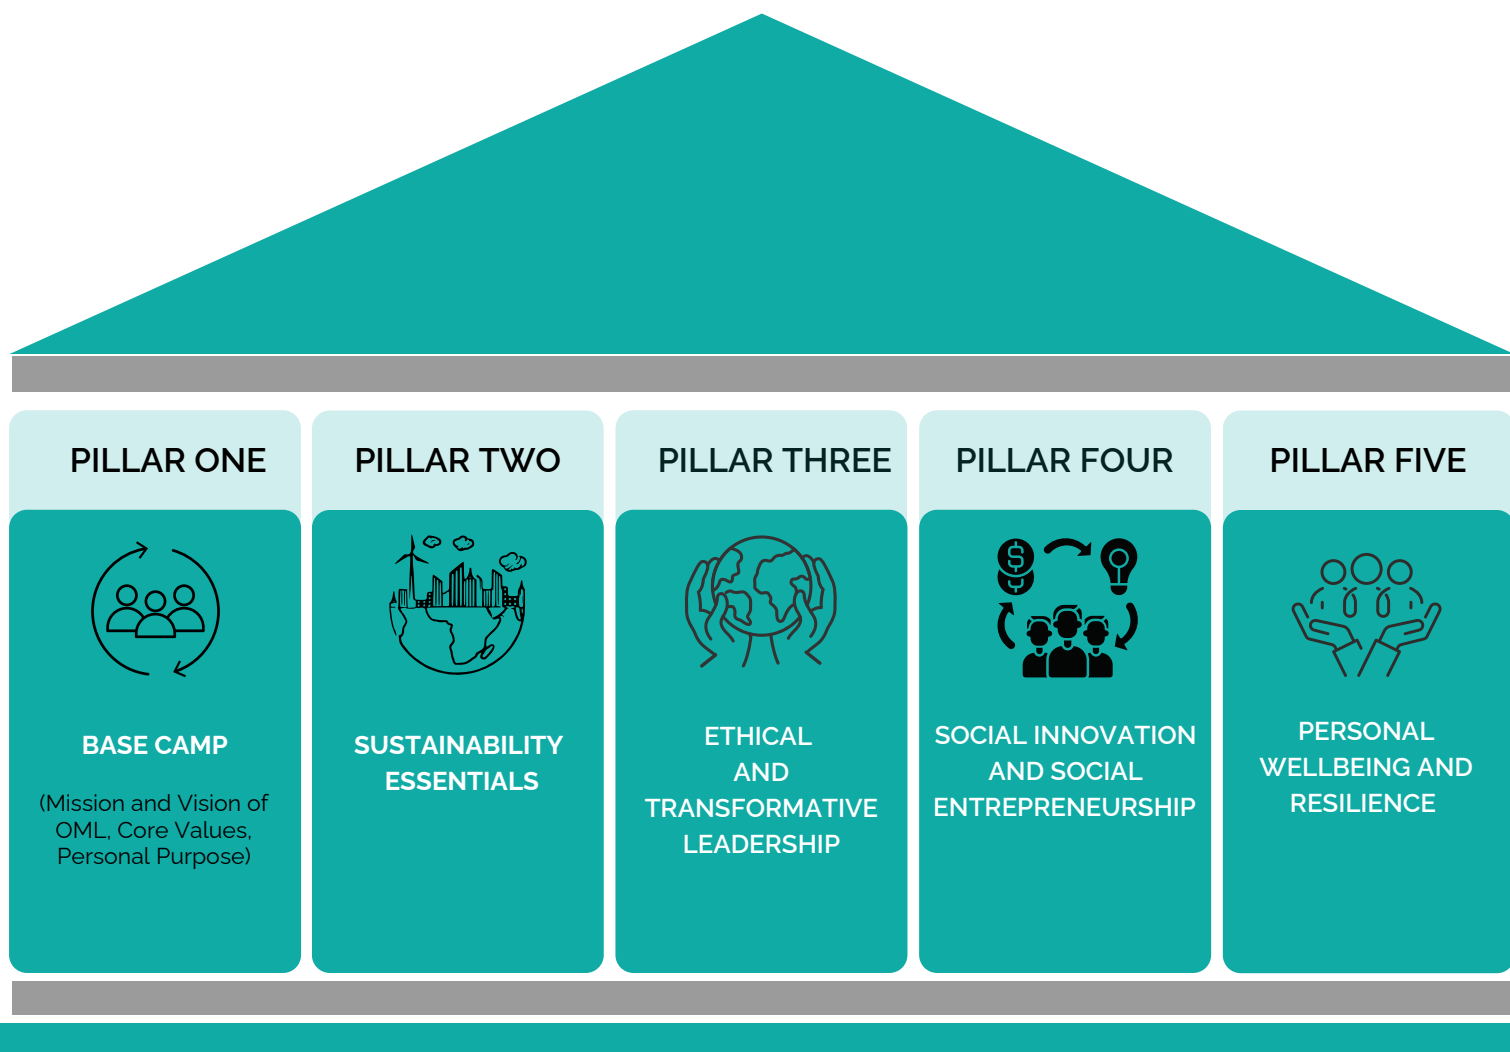 PILLAR ONE
BASE CAMP
(Mission and Vision of
OML, Core Values,
Personal Purpose)
PILLAR TWO
SUSTAINABILITY
ESSENTIALS
PILLAR THREE
ETHICAL
AND
TRANSFORMATIVE
LEADERSHIP
PILLAR FOUR
$
SOCIAL INNOVATION
AND SOCIAL
ENTREPRENEURSHIP
PILLAR FIVE
PERSONAL
WELLBEING AND
RESILIENCE